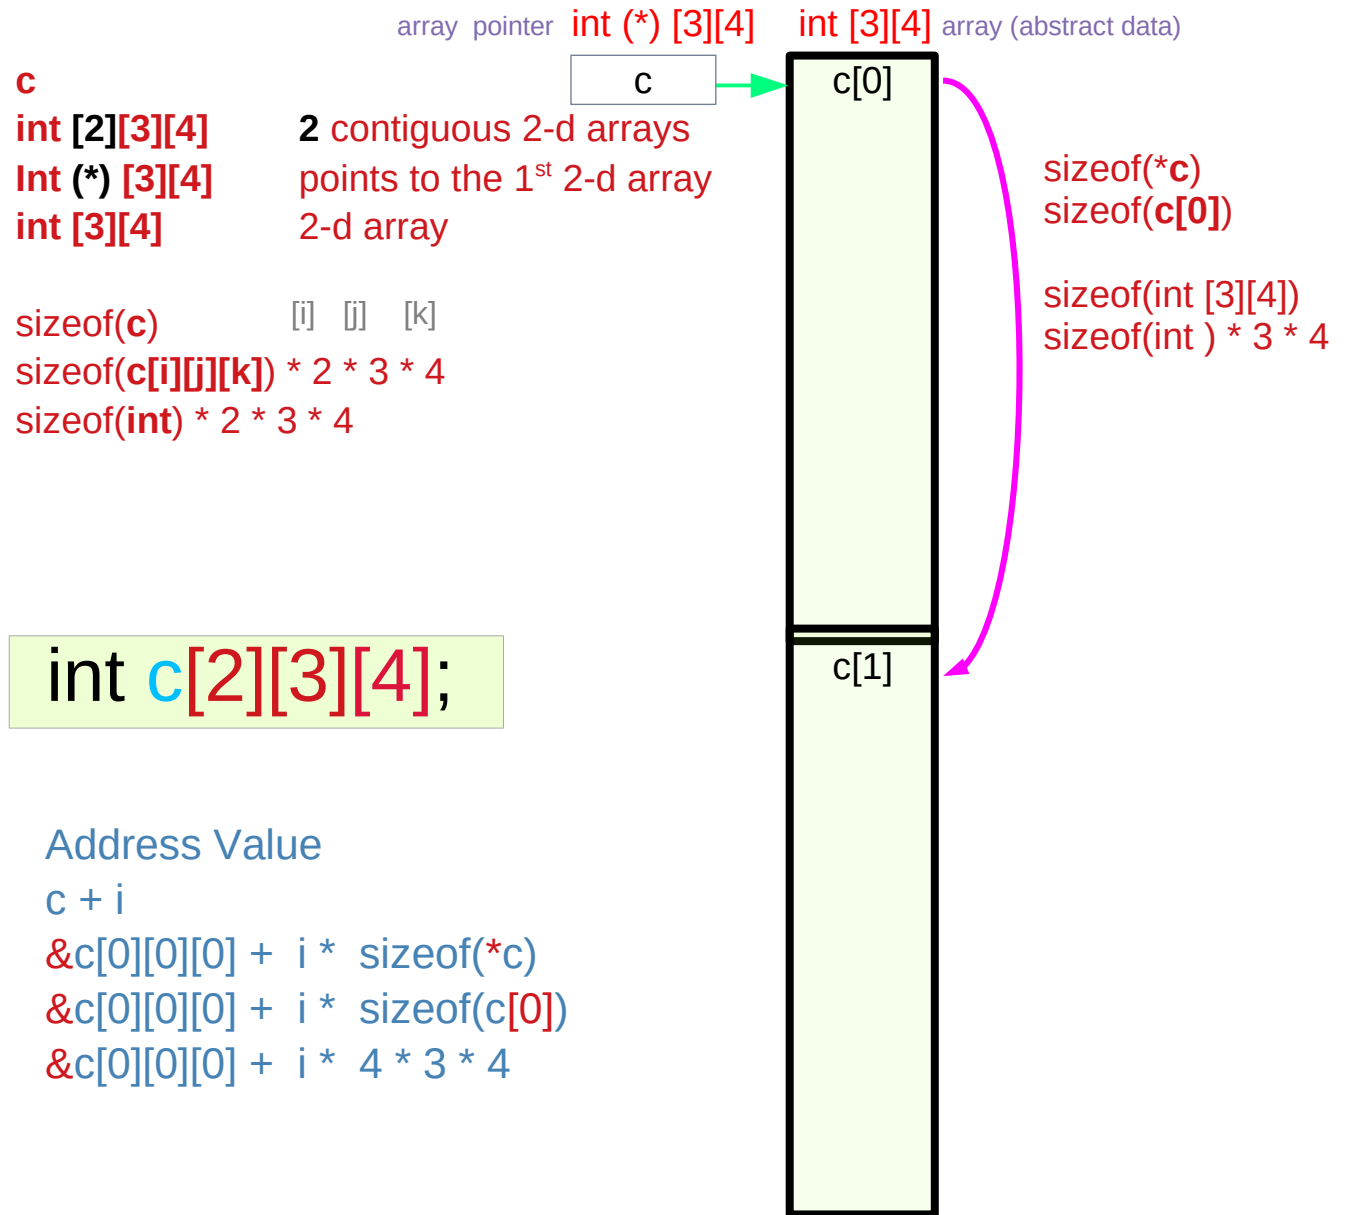 array pointer int (*) [3][4] int [3][4] array (abstract data)
c
int [2][3][4] 2 contiguous 2-d arrays
Int (*) [3][4] points to the 1st 2-d array
int [3][4] 2-d array
sizeof(c) [i] [j] [k]
sizeof(c[i][j][k]) * 2 * 3 * 4
sizeof(int) * 2 * 3 * 4
c
c[0]
sizeof(*c)
sizeof(c[0])
sizeof(int [3][4])
sizeof(int ) * 3 * 4
int c[2][3][4];
c[1]
Address Value
c + i
&c[0][0][0] + i * sizeof(*c)
&c[0][0][0] + i * sizeof(c[0])
&c[0][0][0] + i * 4 * 3 * 4